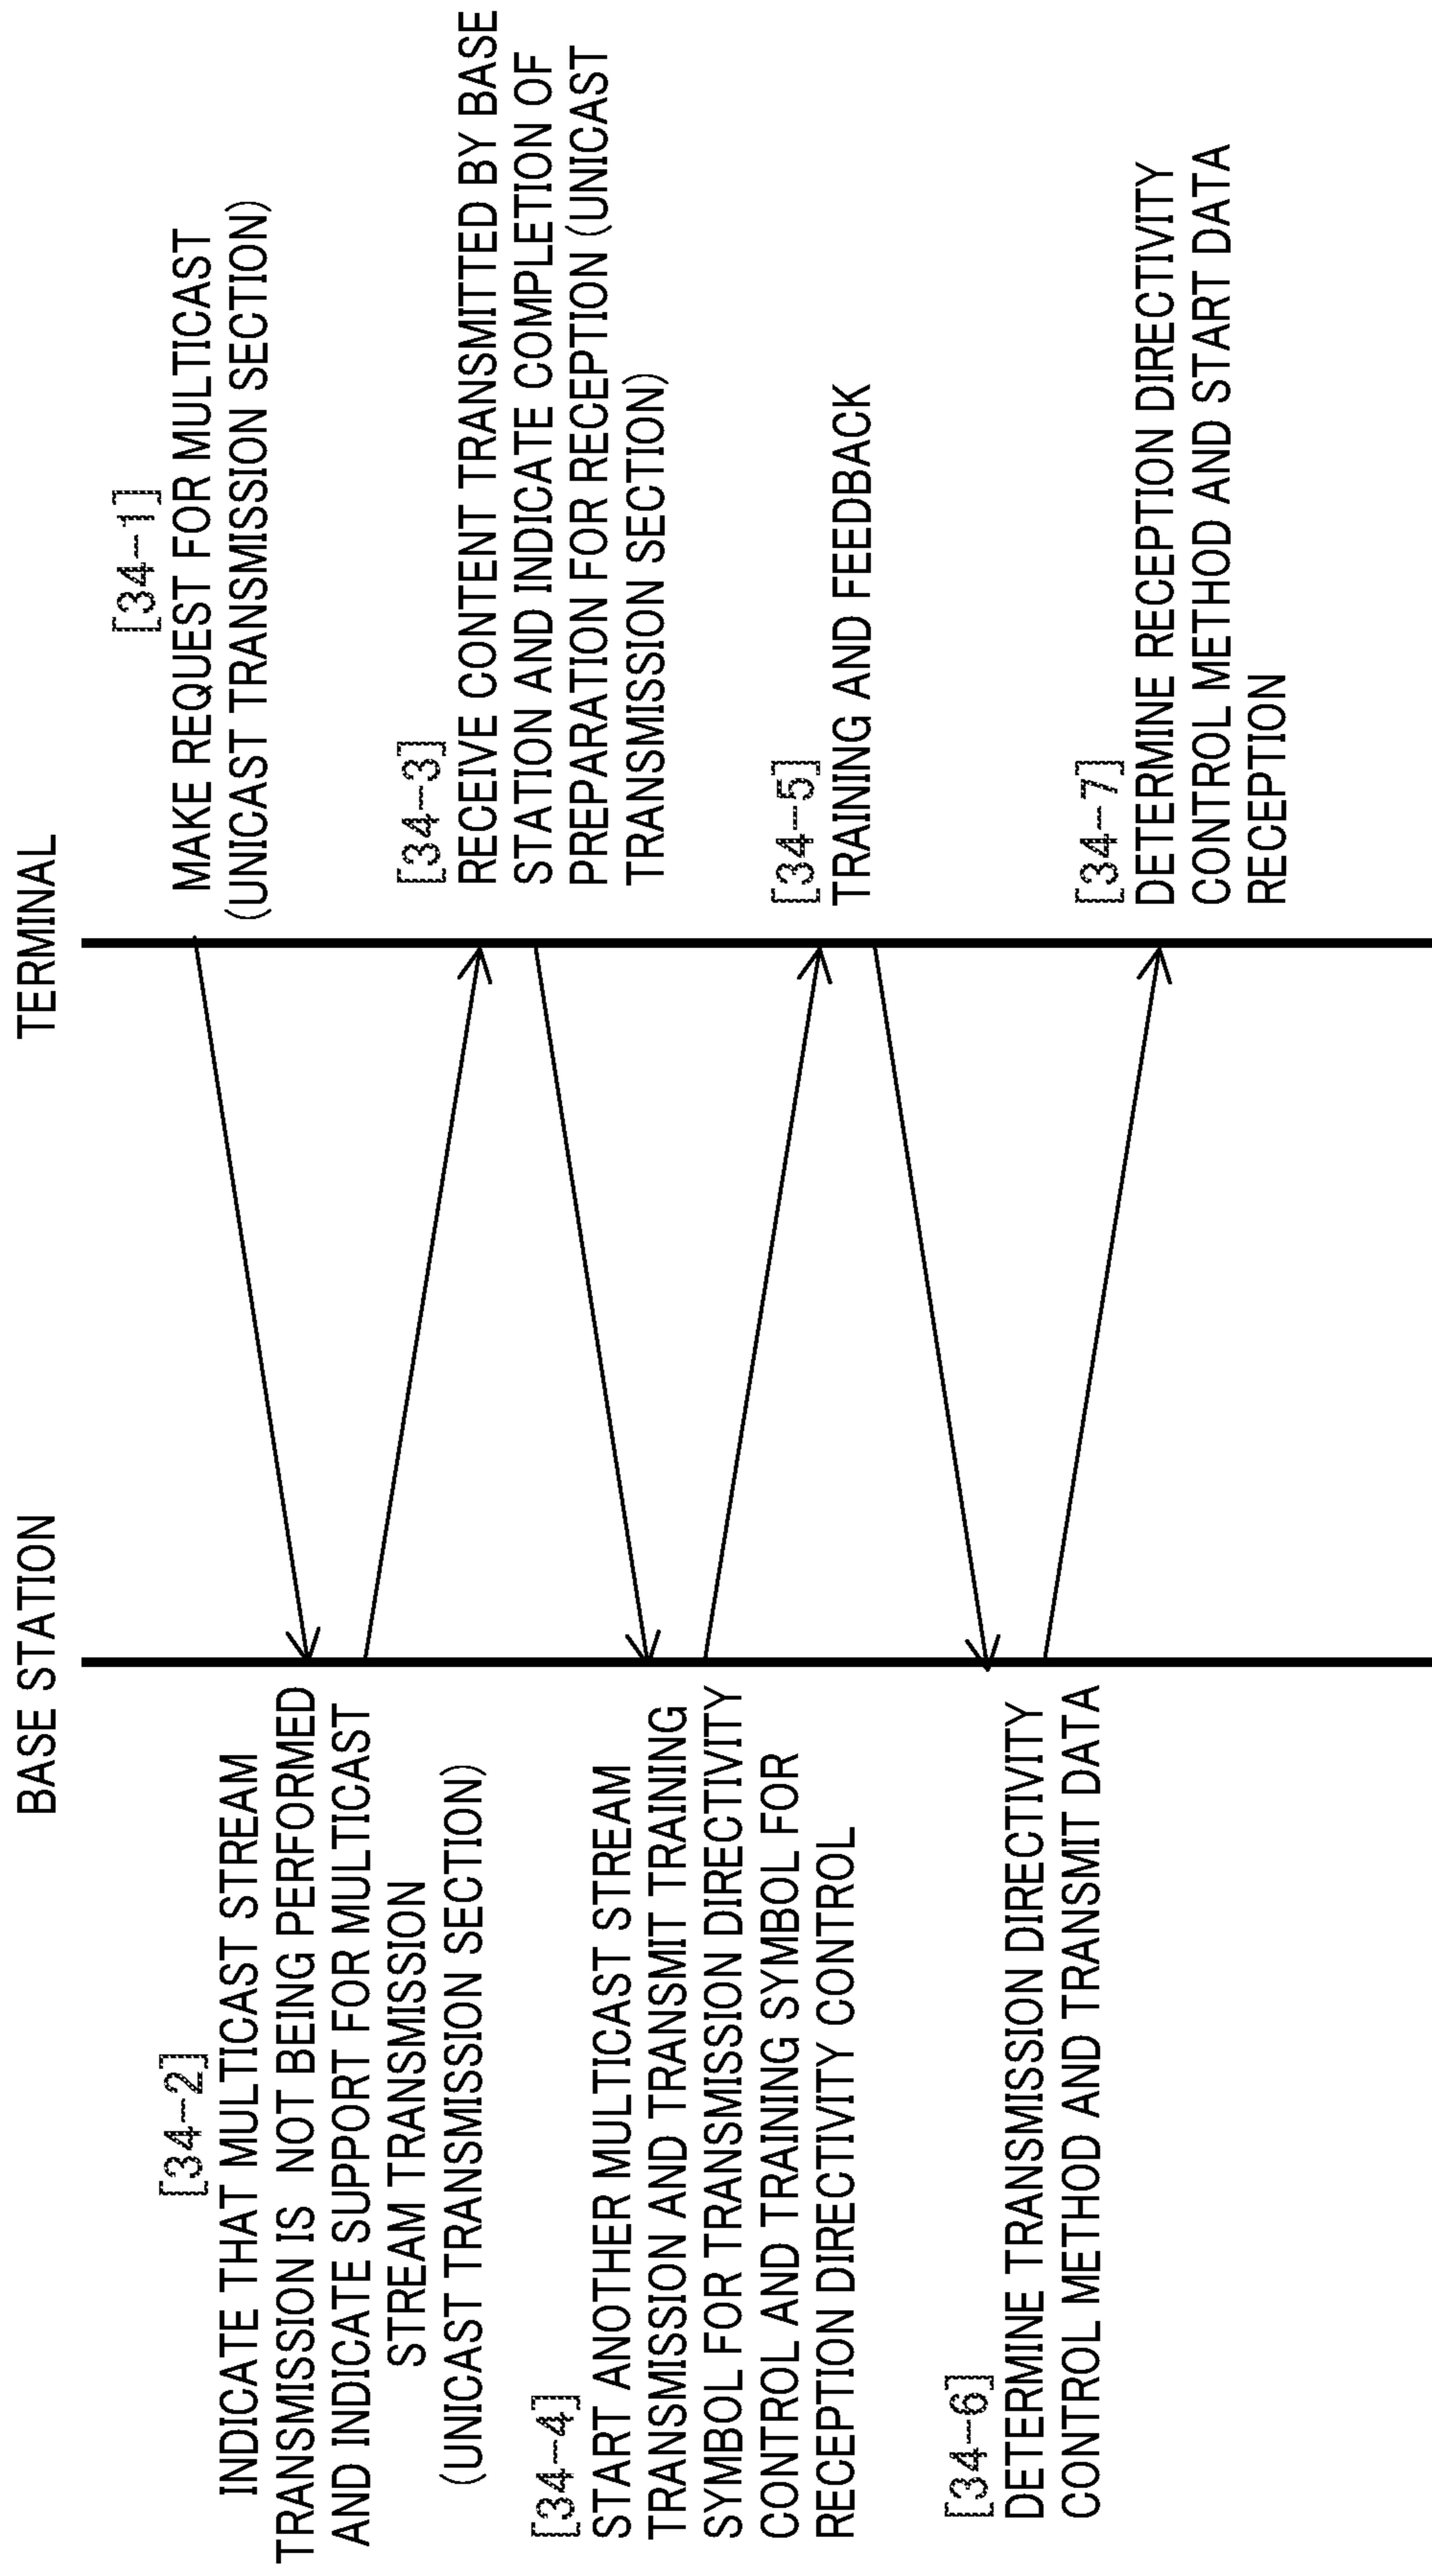 BASE STATION
TERMINAL
[34-1]
MAKE REQUEST FOR MULTICAST
(UNICAST TRANSMISSION SECTION)
[34-2]
INDICATE THAT MULTICAST STREAM
TRANSMISSION IS NOT BEING PERFORMED
AND INDICATE SUPPORT FOR MULTICAST
STREAM TRANSMISSION
(UNICAST TRANSMISSION SECTION)
[34-3]
RECEIVE CONTENT TRANSMITTED BY BASE
STATION AND INDICATE COMPLETION OF
PREPARATION FOR RECEPTION (UNICAST
TRANSMISSION SECTION)
[34-4]
START ANOTHER MULTICAST STREAM
TRANSMISSION AND TRANSMIT TRAINING
SYMBOL FOR TRANSMISSION DIRECTIVITY
CONTROL AND TRAINING SYMBOL FOR
RECEPTION DIRECTIVITY CONTROL
[34-5]
TRAINING AND FEEDBACK
[34-6]
DETERMINE TRANSMISSION DIRECTIVITY
CONTROL METHOD AND TRANSMIT DATA
[34-7]
DETERMINE RECEPTION DIRECTIVITY
CONTROL METHOD AND START DATA
RECEPTION